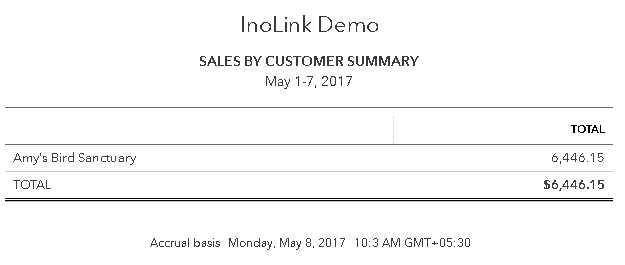 InoLink Demo
SALES BY CUSTOMER SUMMARY
May 1-7, 2017
TOTAL
Amy's Bird Sanctuary 6,446.15
TOTAL $6,446.15
Accrual basis Monday, May 8, 2017 10:3 AM GMT+05:30